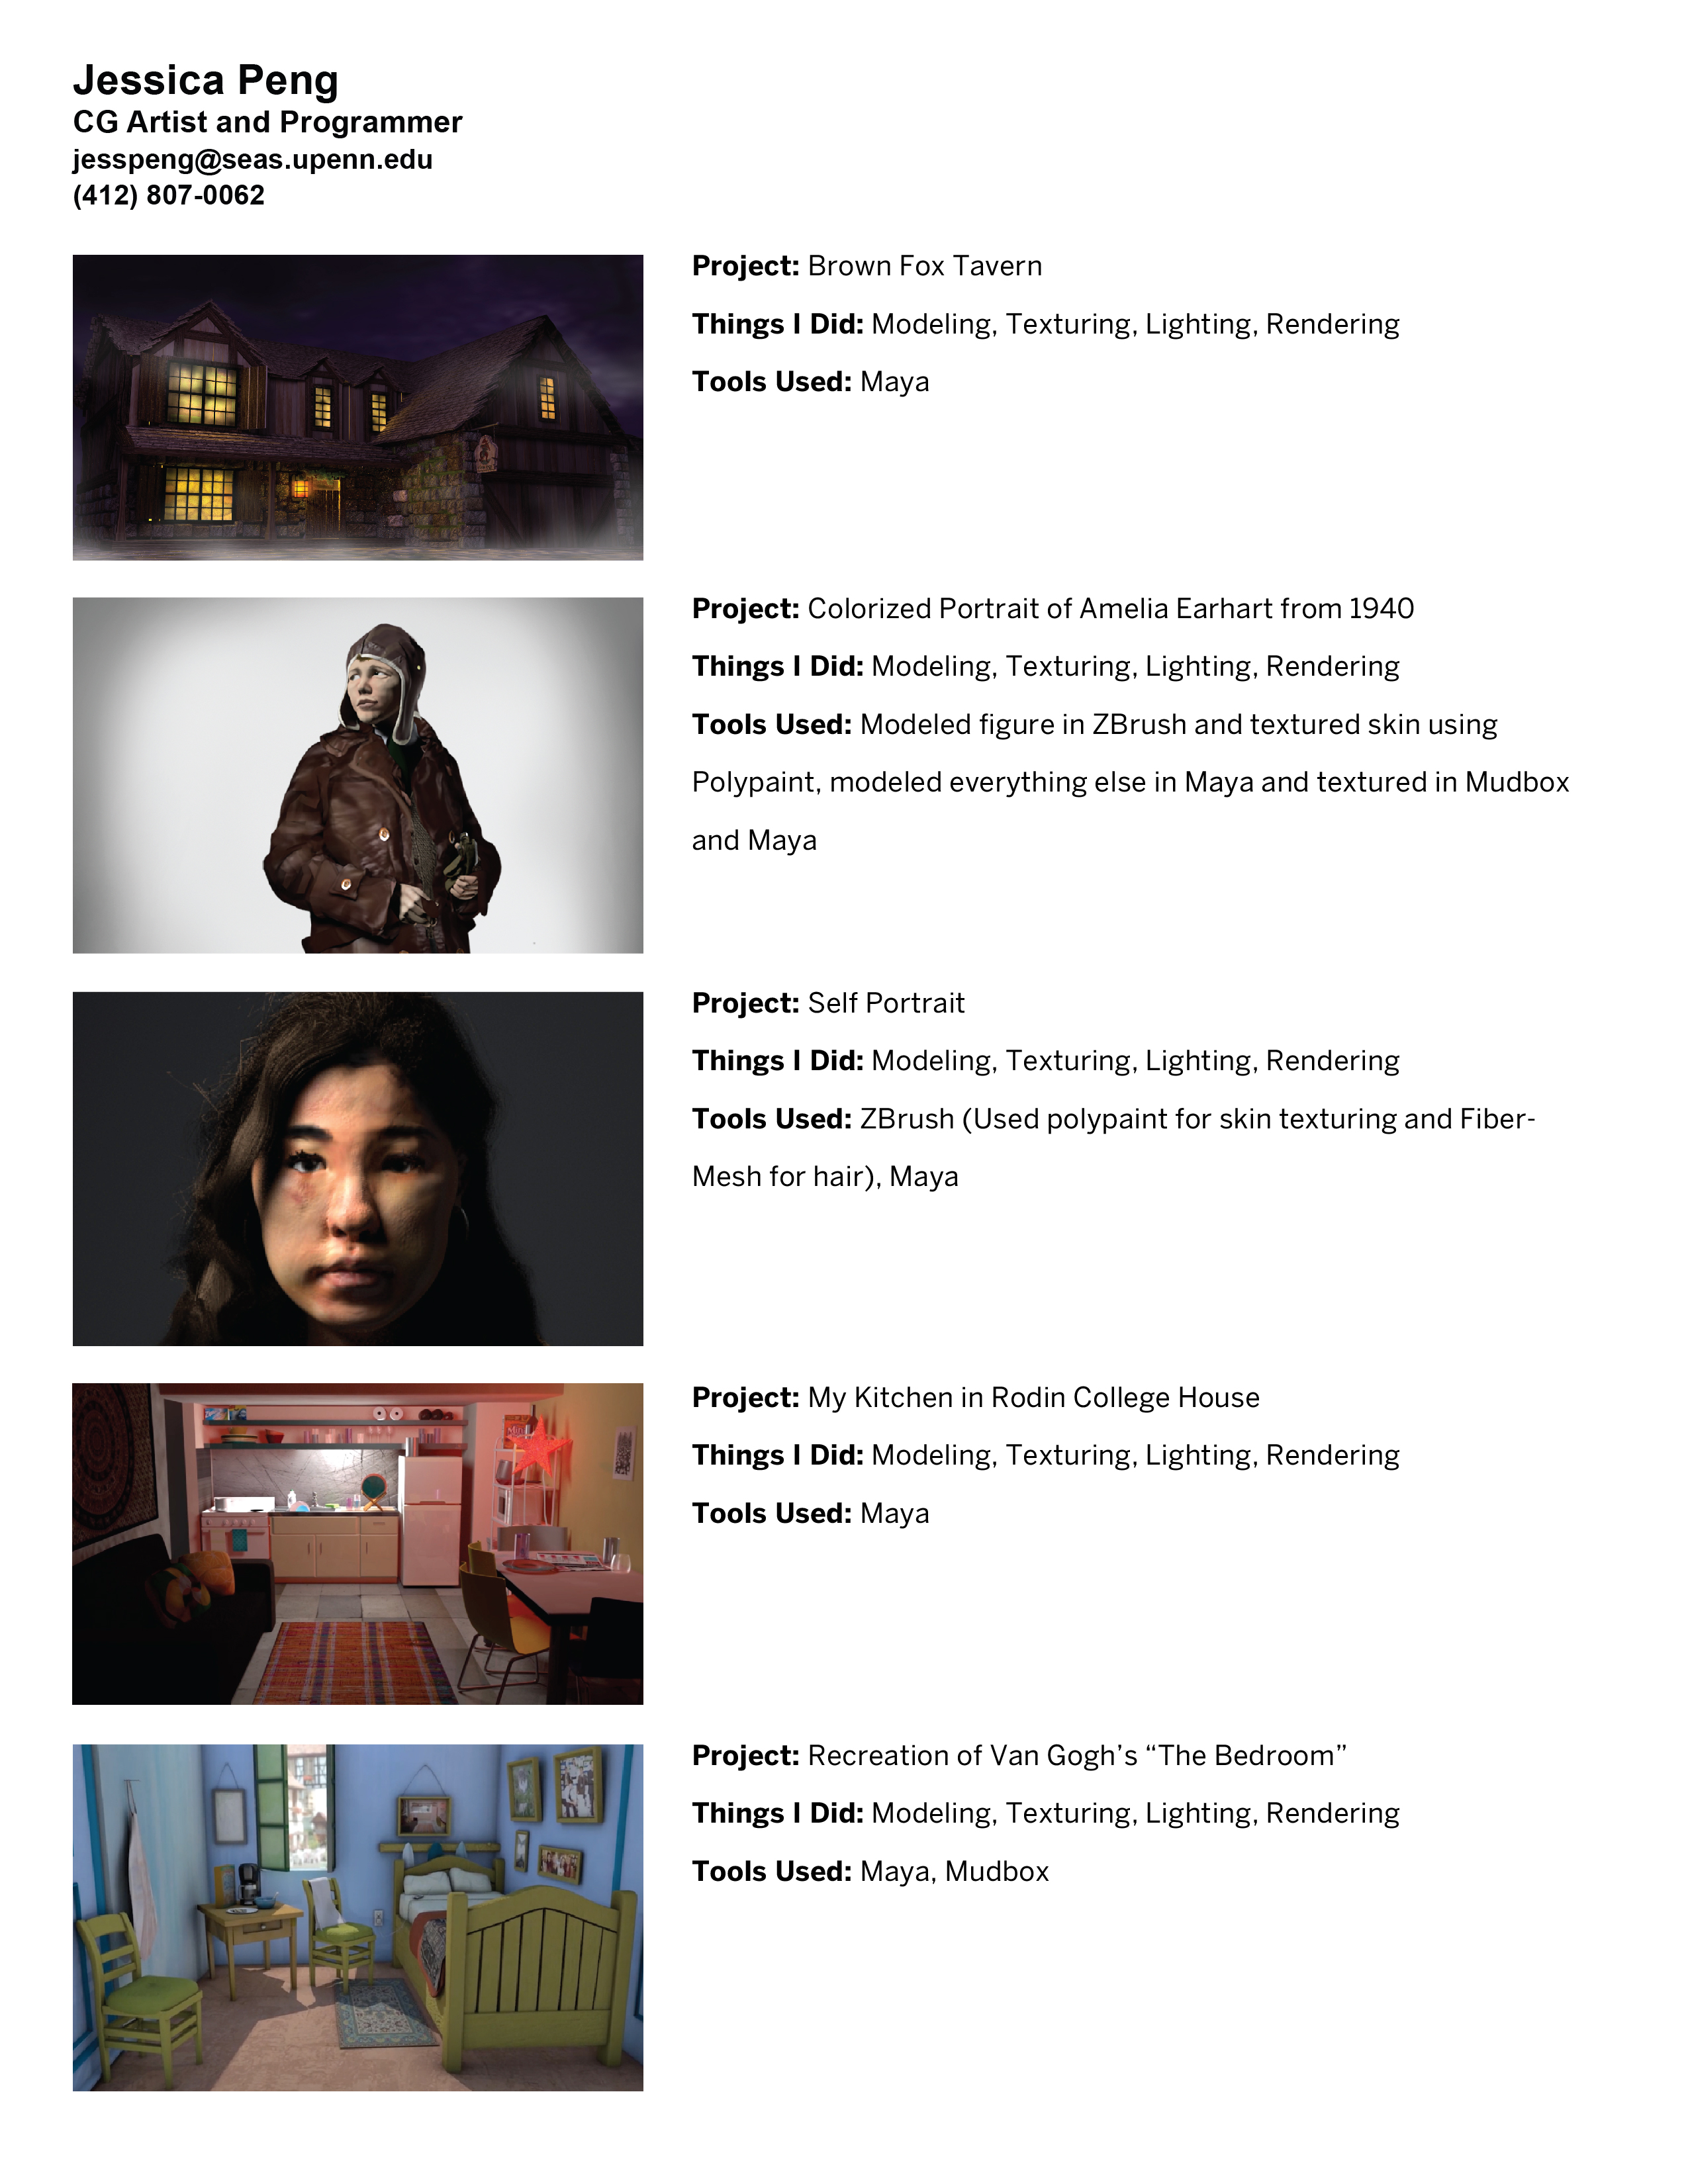 Jessica Peng
CG Artist and Programmer
jesspeng@seas.upenn.edu
(412) 807-0062
Project: Brown Fox Tavern
Things I Did: Modeling, Texturing, Lighting, Rendering
Tools Used: Maya
Project: Colorized Portrait of Amelia Earhart from 1940
Things I Did: Modeling, Texturing, Lighting, Rendering
Tools Used: Modeled figure in ZBrush and textured skin using
Polypaint, modeled everything else in Maya and textured in Mudbox
and Maya
Project: Self Portrait
Things I Did: Modeling, Texturing, Lighting, Rendering
Tools Used: ZBrush (Used polypaint for skin texturing and Fiber-
Mesh for hair), Maya
Project: My Kitchen in Rodin College House
Things I Did: Modeling, Texturing, Lighting, Rendering
Tools Used: Maya
Project: Recreation of Van Gogh’s “The Bedroom”
Things I Did: Modeling, Texturing, Lighting, Rendering
Tools Used: Maya, Mudbox